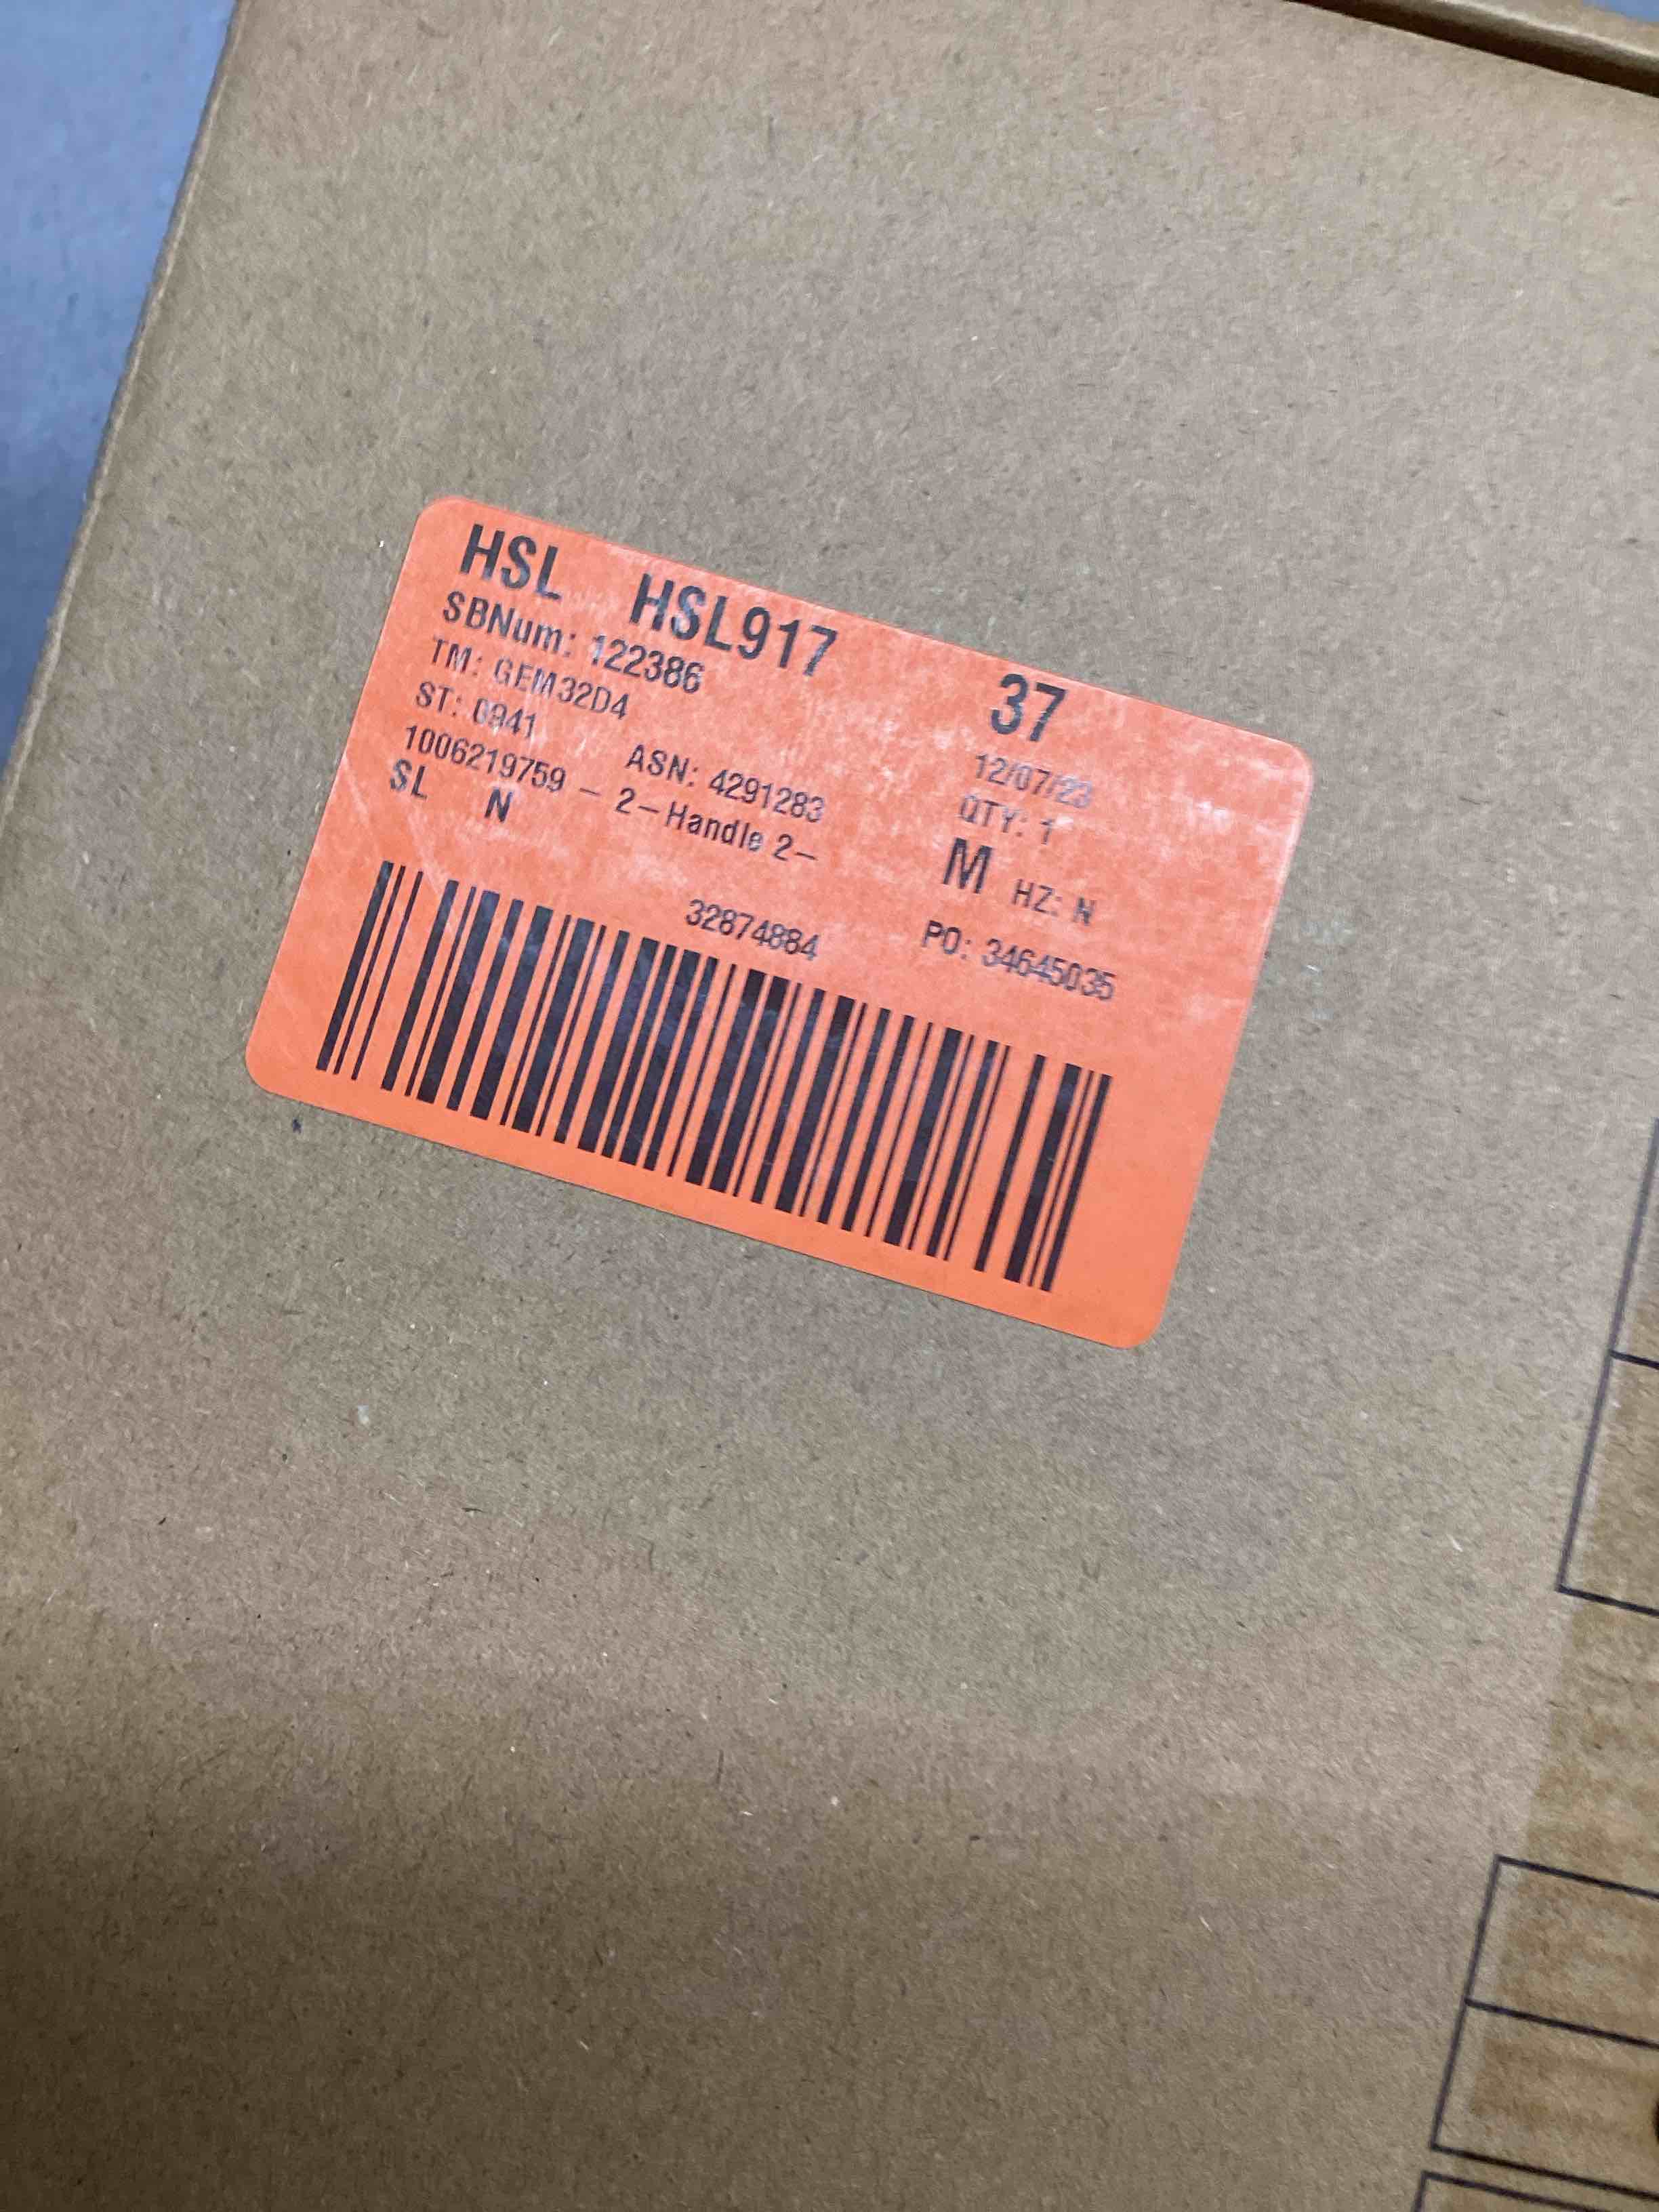 HSL HSL917 37
SBNum: 122386 12/07/23
TM: GEM32D4 QTY: 1
ST: 0941 ASN: 4291283 M HZ: N
1006219759 - 2-Handle 2-
SL N 32874884 PO: 34645035